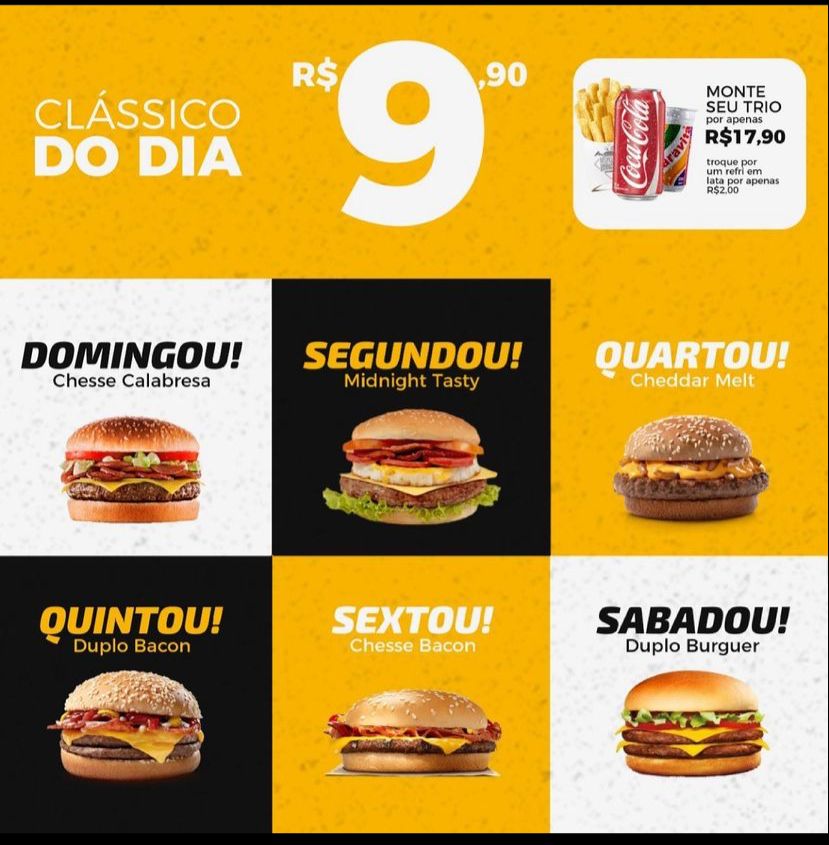 CLÁSSICO
DO DIA
R$ 9,90
Coca-Cola
MONTE
SEU TRIO
por apenas
R$17,90
troque por
um refri em
lata por apenas
R$2,00
DOMINGOU!
Chesse Calabresa
SEGUNDOU!
Midnight Tasty
QUARTOU!
Cheddar Melt
QUINTOU!
Duplo Bacon
SEXTOU!
Chesse Bacon
SABADOU!
Duplo Burguer